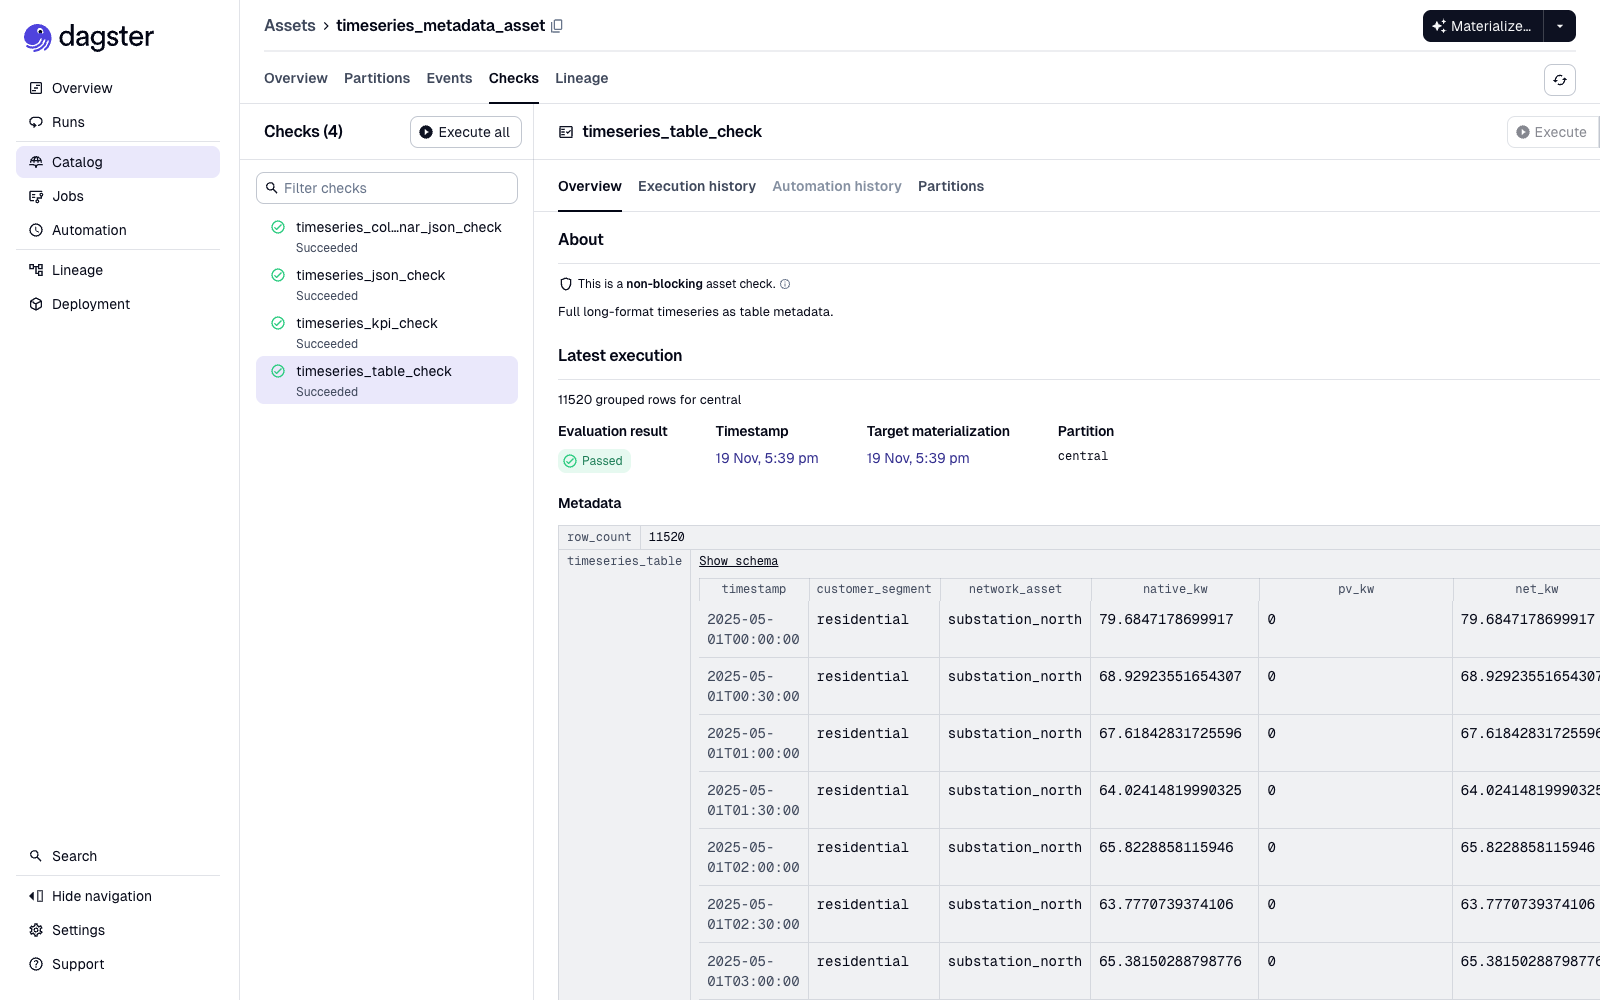 dagster
Overview
Runs
Catalog
Jobs
Automation
Lineage
Deployment
Search
Hide navigation
Settings
Support
Assets › timeseries_metadata_asset
Materialize...
Overview Partitions Events Checks Lineage
Checks (4)
Execute all
Filter checks
timeseries_col...nar_json_check
Succeeded
timeseries_json_check
Succeeded
timeseries_kpi_check
Succeeded
timeseries_table_check
Succeeded
timeseries_table_check
Execute
Overview Execution history Automation history Partitions
About
This is a non-blocking asset check.
Full long-format timeseries as table metadata.
Latest execution
11520 grouped rows for central
Evaluation result Timestamp Target materialization Partition
Passed 19 Nov, 5:39 pm 19 Nov, 5:39 pm central
Metadata
row_count 11520
timeseries_table Show schema
timestamp customer_segment network_asset native_kw pv_kw net_kw
2025-05-01T00:00:00 residential substation_north 79.6847178699917 0 79.6847178699917
2025-05-01T00:30:00 residential substation_north 68.92923551654307 0 68.92923551654307
2025-05-01T01:00:00 residential substation_north 67.61842831725596 0 67.61842831725596
2025-05-01T01:30:00 residential substation_north 64.02414819990325 0 64.02414819990325
2025-05-01T02:00:00 residential substation_north 65.8228858115946 0 65.8228858115946
2025-05-01T02:30:00 residential substation_north 63.7770739374106 0 63.7770739374106
2025-05-01T03:00:00 residential substation_north 65.38150288798776 0 65.38150288798776